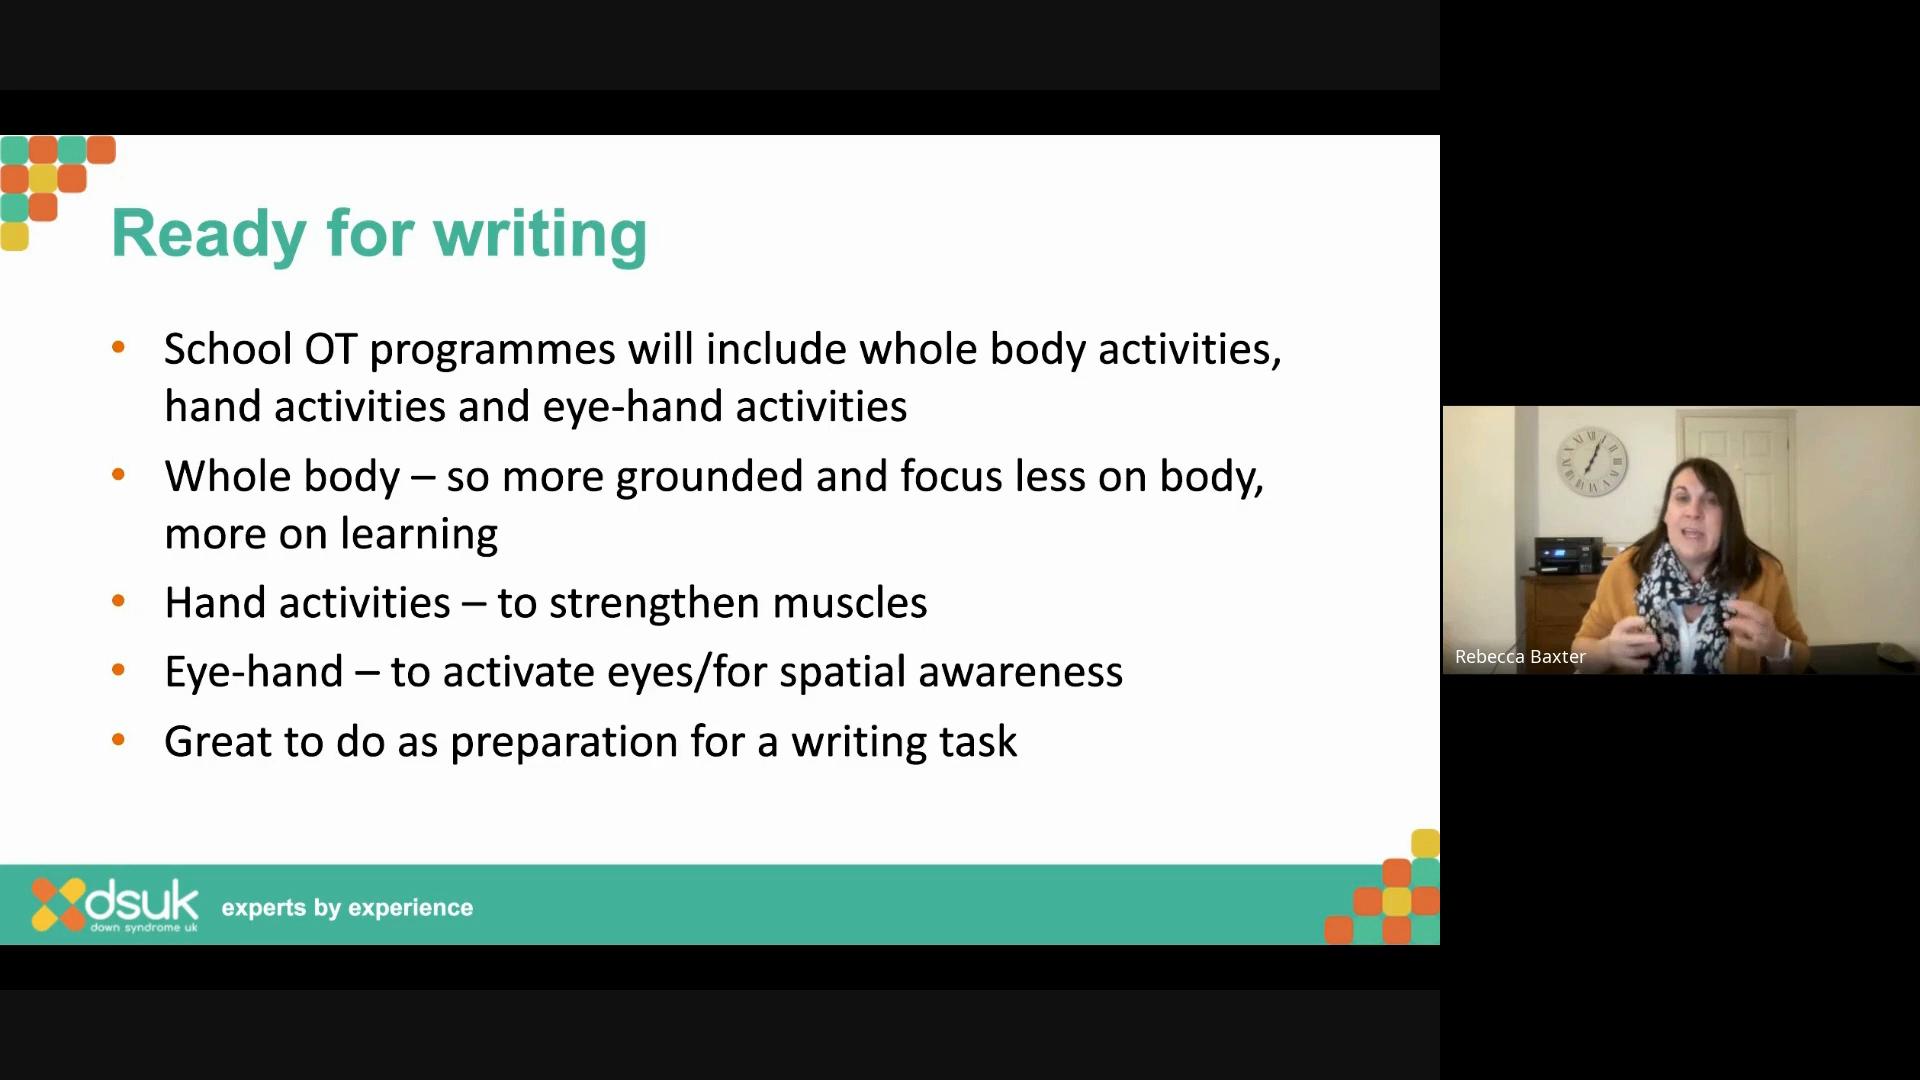 Ready for writing
• School OT programmes will include whole body activities,
hand activities and eye-hand activities
• Whole body – so more grounded and focus less on body,
more on learning
• Hand activities – to strengthen muscles
• Eye-hand – to activate eyes/for spatial awareness
• Great to do as preparation for a writing task
dsuk
down syndrome uk
experts by experience
Rebecca Baxter